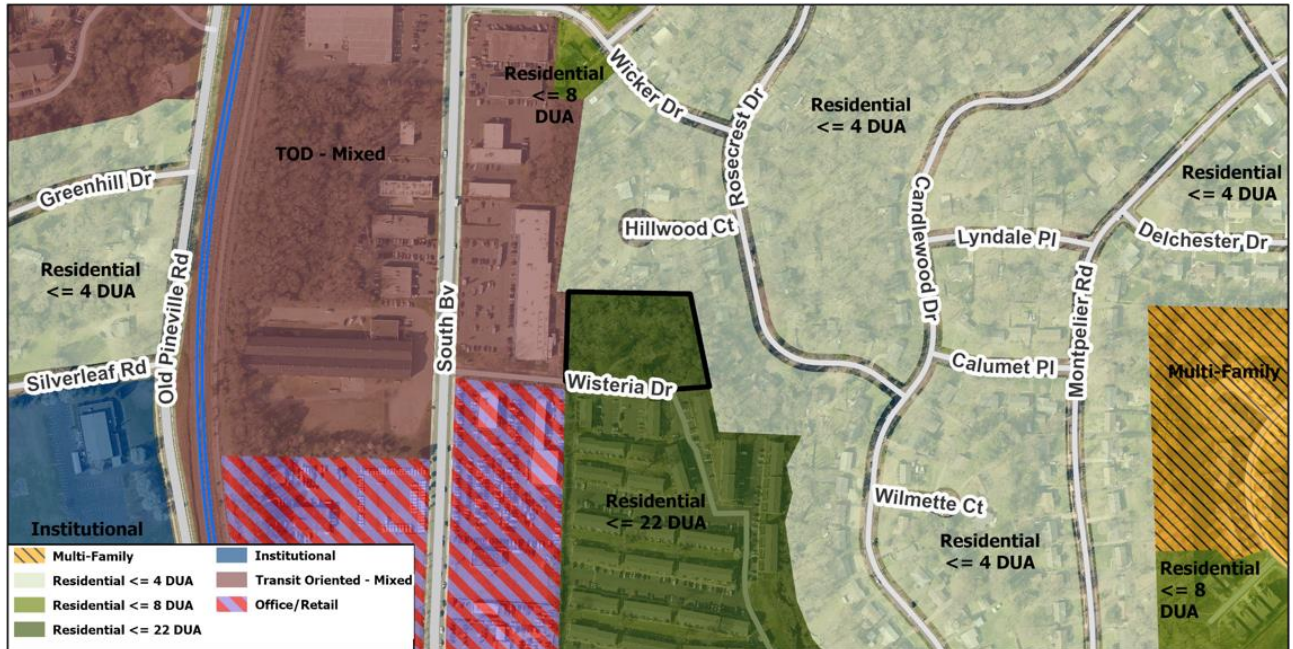 Residential
<= 8
DUA
Wicker Dr
Rosecrest Dr
Residential
<= 4 DUA
TOD - Mixed
Greenhill Dr
Residential
<= 4 DUA
Hillwood Ct
Candlewood Dr
Lyndale Pl
Delchester Dr
Residential
<= 4 DUA
Old Pineville Rd
South Bv
Montpelier Rd
Silverleaf Rd
Wisteria Dr
Calumet Pl
Multi-Family
Residential
<= 22 DUA
Wilmette Ct
Residential
<= 4 DUA
Residential
<= 8
DUA
Institutional
Multi-Family
Residential <= 4 DUA
Residential <= 8 DUA
Residential <= 22 DUA
Institutional
Transit Oriented - Mixed
Office/Retail